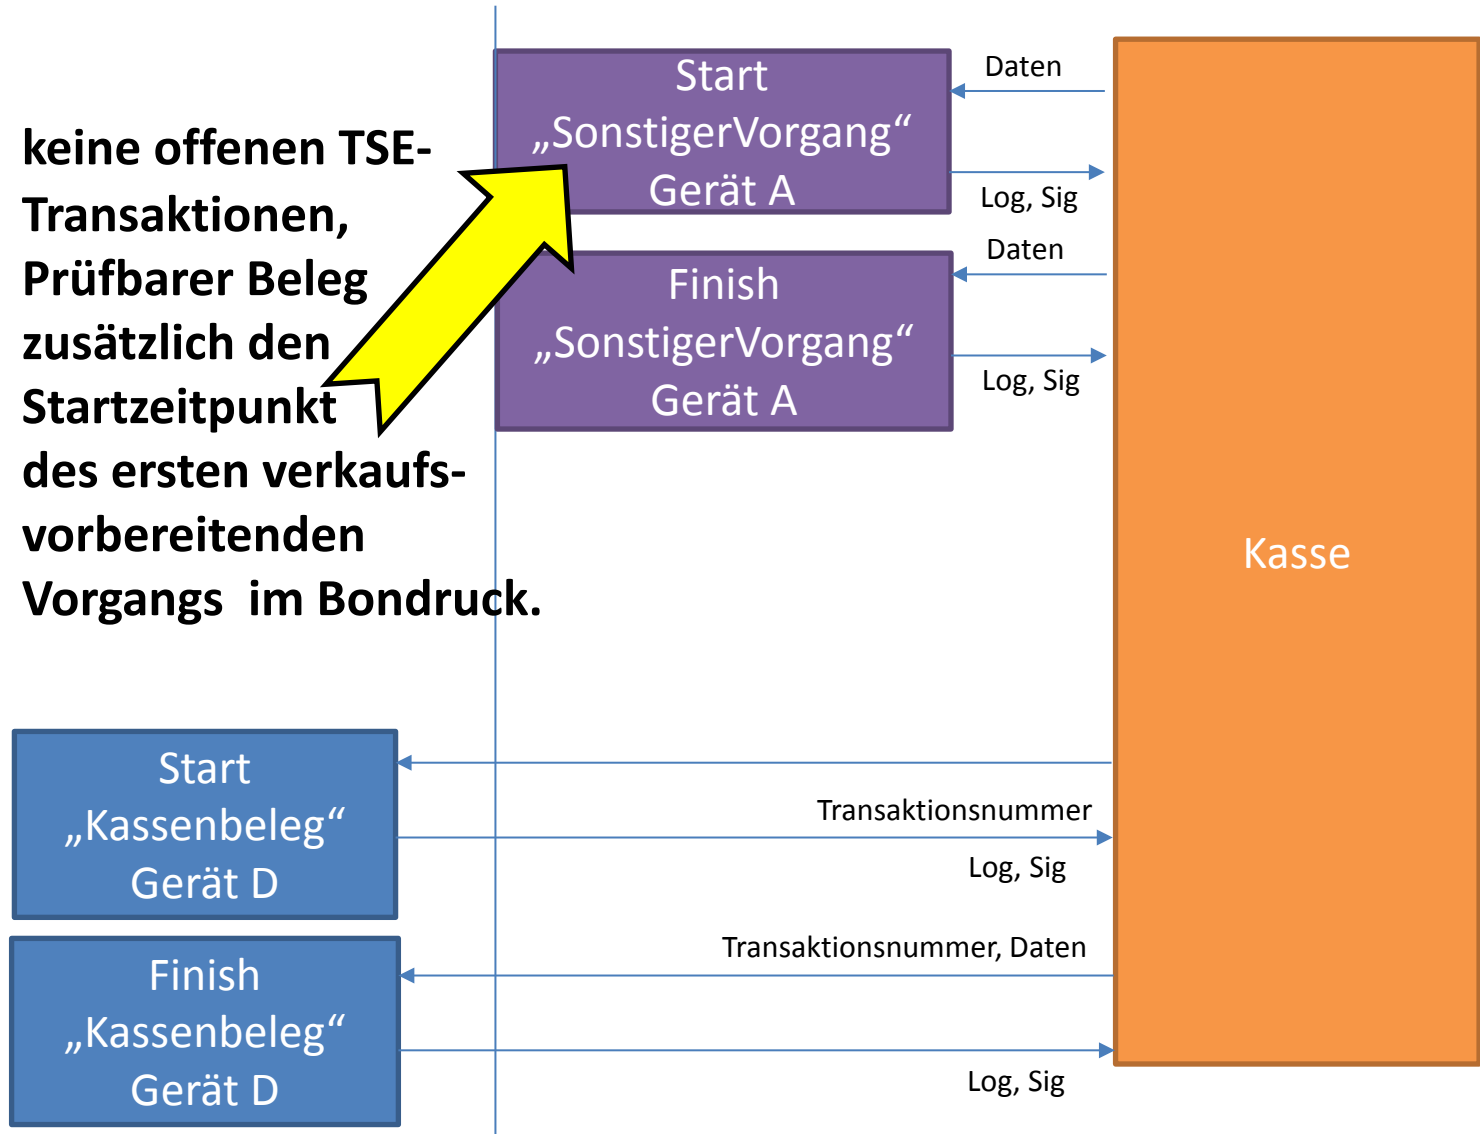 keine offenen TSE-
Transaktionen,
Prüfbarer Beleg
zusätzlich den
Startzeitpunkt
des ersten verkaufs-
vorbereitenden
Vorgangs  im Bondruck.
Start
„SonstigerVorgang“
Gerät A
Daten
Log, Sig
Finish
„SonstigerVorgang“
Gerät A
Daten
Log, Sig
Kasse
Start
„Kassenbeleg“
Gerät D
Transaktionsnummer
Log, Sig
Finish
„Kassenbeleg“
Gerät D
Transaktionsnummer, Daten
Log, Sig